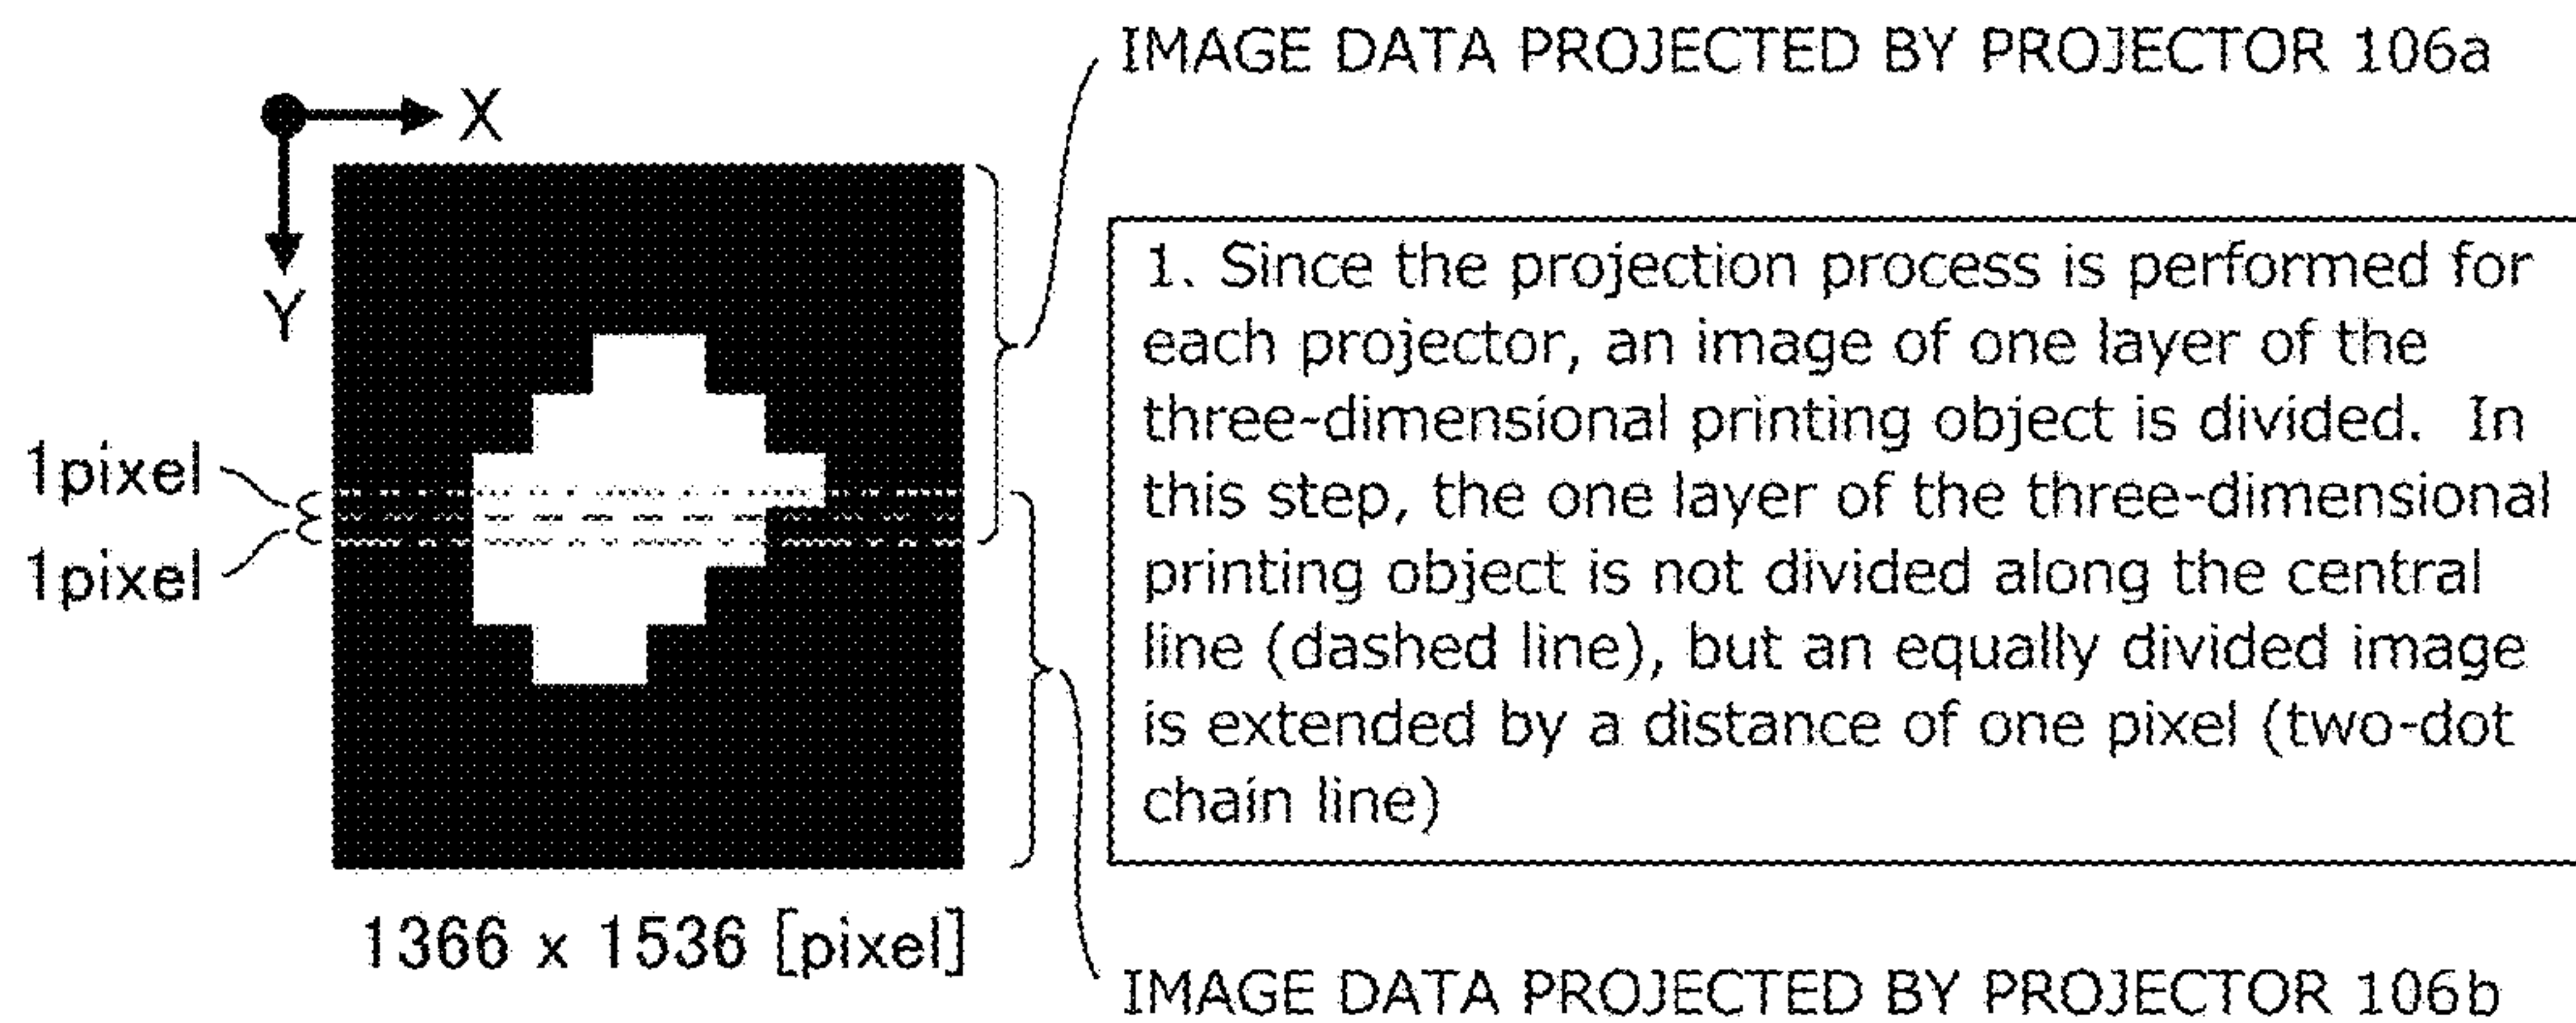 IMAGE DATA PROJECTED BY PROJECTOR 106a
X
Y
1. Since the projection process is performed for
each projector, an image of one layer of the
three-dimensional printing object is divided. In
this step, the one layer of the three-dimensional
printing object is not divided along the central
line (dashed line), but an equally divided image
is extended by a distance of one pixel (two-dot
chain line)
1pixel
1pixel
1366 x 1536 [pixel]
IMAGE DATA PROJECTED BY PROJECTOR 106b